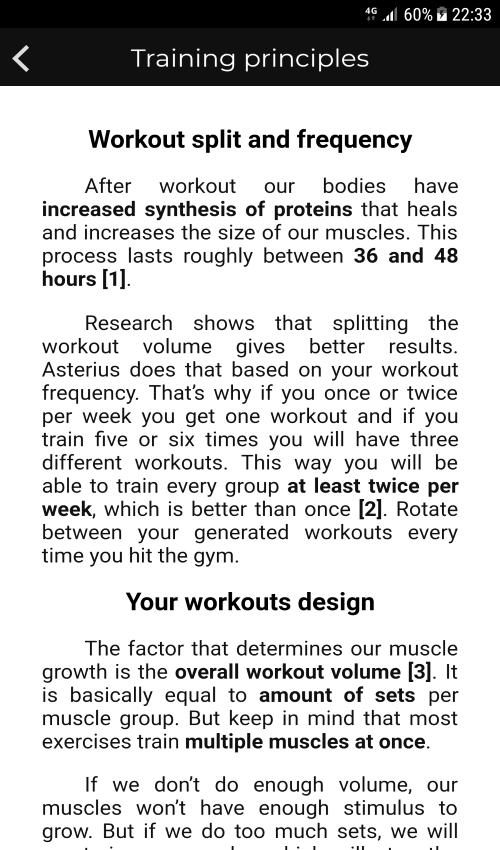 4G 60% 22:33
Training principles
Workout split and frequency
After workout our bodies have
increased synthesis of proteins that heals
and increases the size of our muscles. This
process lasts roughly between 36 and 48
hours [1].
Research shows that splitting the
workout volume gives better results.
Asterius does that based on your workout
frequency. That's why if you once or twice
per week you get one workout and if you
train five or six times you will have three
different workouts. This way you will be
able to train every group at least twice per
week, which is better than once [2]. Rotate
between your generated workouts every
time you hit the gym.
Your workouts design
The factor that determines our muscle
growth is the overall workout volume [3]. It
is basically equal to amount of sets per
muscle group. But keep in mind that most
exercises train multiple muscles at once.
If we don't do enough volume, our
muscles won't have enough stimulus to
grow. But if we do too much sets, we will